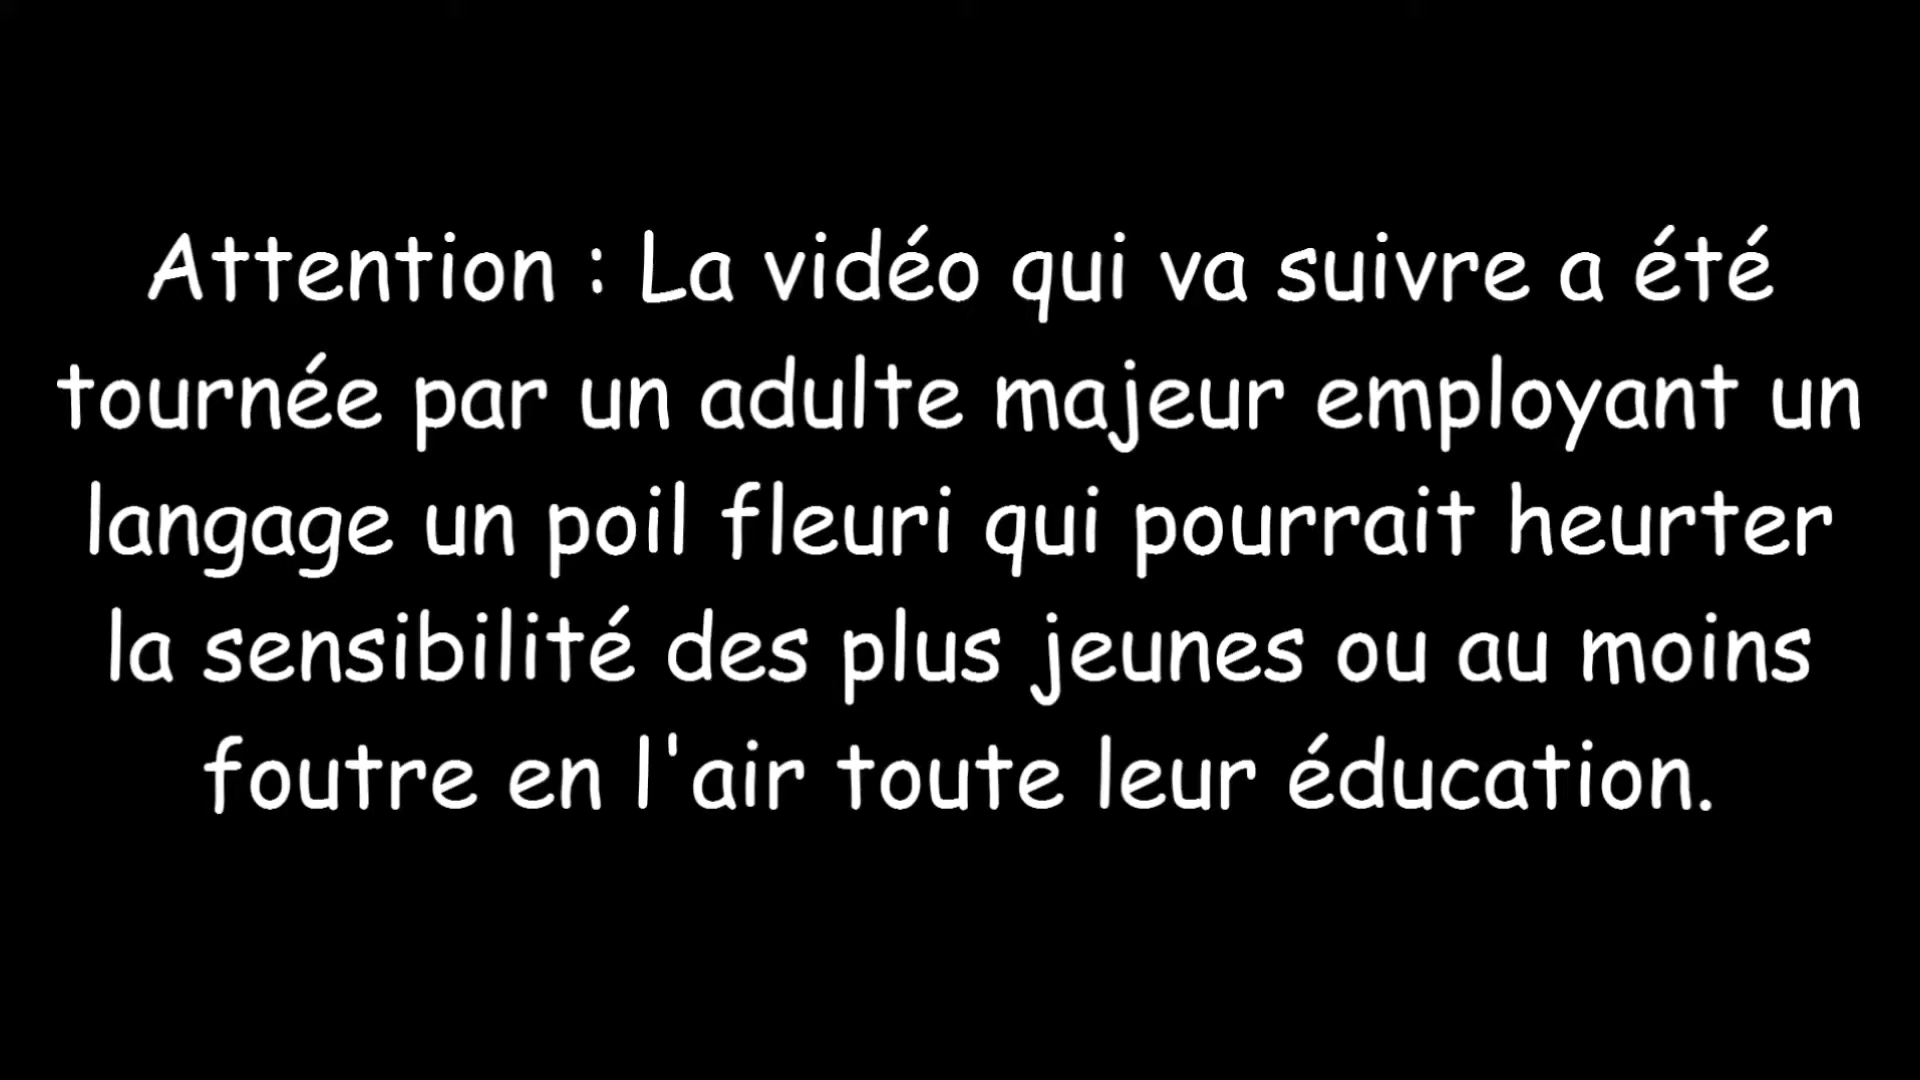 Attention : La vidéo qui va suivre a été
tournée par un adulte majeur employant un
langage un poil fleuri qui pourrait heurter
la sensibilité des plus jeunes ou au moins
foutre en l'air toute leur éducation.